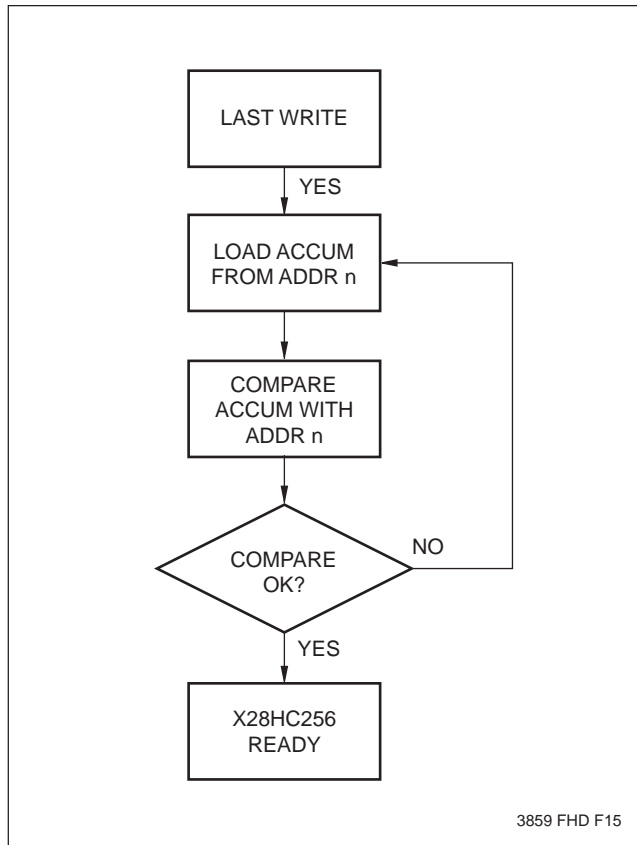 LAST WRITE
YES
LOAD ACCUM
FROM ADDR n
COMPARE
ACCUM WITH
ADDR n
COMPARE
OK?
NO
YES
X28HC256
READY
3859 FHD F15